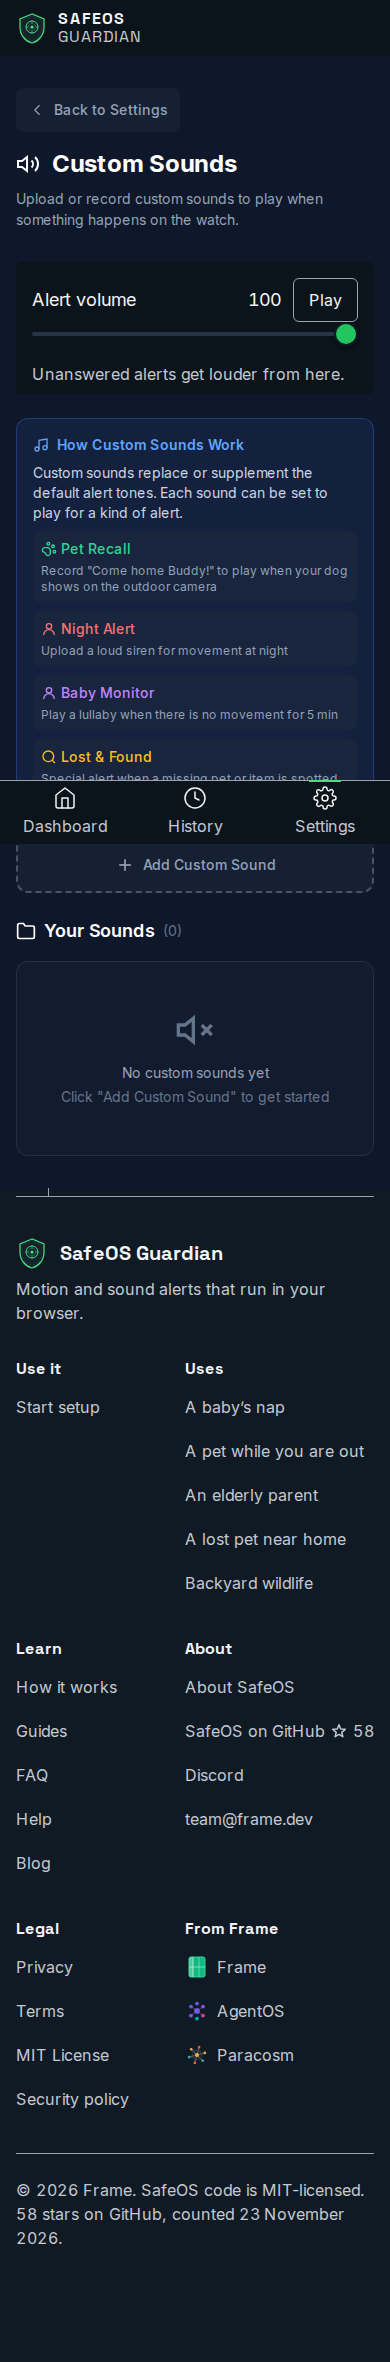 SAFEOS
GUARDIAN
Back to Settings
Custom Sounds
Upload or record custom sounds to play when
something happens on the watch.
Alert volume 100 Play
Unanswered alerts get louder from here.
How Custom Sounds Work
Custom sounds replace or supplement the
default alert tones. Each sound can be set to
play for a kind of alert.
Pet Recall
Record "Come home Buddy!" to play when your dog
shows on the outdoor camera
Night Alert
Upload a loud siren for movement at night
Baby Monitor
Play a lullaby when there is no movement for 5 min
Lost & Found
Special alert when a missing pet or item is spotted
Dashboard History Settings
Add Custom Sound
Your Sounds (0)
No custom sounds yet
Click "Add Custom Sound" to get started
SafeOS Guardian
Motion and sound alerts that run in your
browser.
Use it
Start setup
Uses
A baby’s nap
A pet while you are out
An elderly parent
A lost pet near home
Backyard wildlife
Learn
How it works
Guides
FAQ
Help
Blog
About
About SafeOS
SafeOS on GitHub ☆ 58
Discord
team@frame.dev
Legal
Privacy
Terms
MIT License
Security policy
From Frame
Frame
AgentOS
Paracosm
© 2026 Frame. SafeOS code is MIT-licensed.
58 stars on GitHub, counted 23 November
2026.